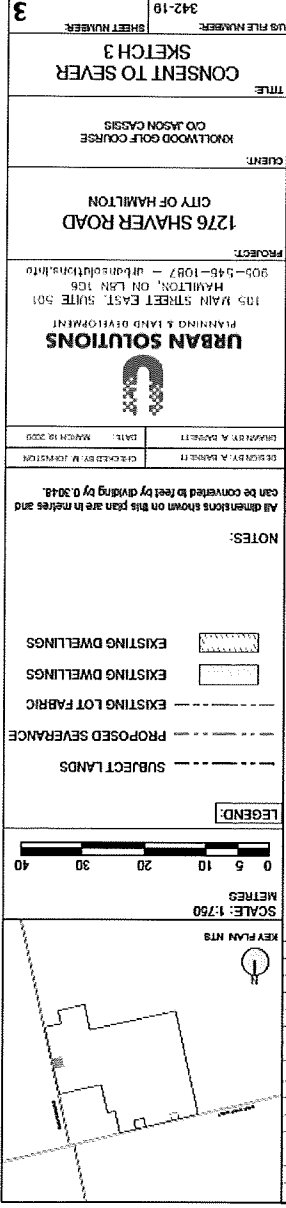 KEY PLAN NTS
N
SCALE: 1:750
METRES
0 5 10 20 30 40
LEGEND:
SUBJECT LANDS
PROPOSED SEVERANCE
EXISTING LOT FABRIC
EXISTING DWELLINGS
EXISTING DWELLINGS
NOTES:
All dimensions shown on this plan are in metres and
can be converted to feet by dividing by 0.3048.
DESIGN BY: A. BARNETT CHECKED BY: M. JOHNSTON
DRAWN BY: A. BARNETT DATE: MARCH 19, 2020
URBAN SOLUTIONS
PLANNING & LAND DEVELOPMENT
105 MAIN STREET EAST, SUITE 501
HAMILTON, ON L8N 1G6
905-546-1087 - urbansolutions.info
PROJECT:
1276 SHAVER ROAD
CITY OF HAMILTON
CLIENT:
KNOLLWOOD GOLF COURSE
C/O JASON CASSIS
TITLE:
CONSENT TO SEVER
SKETCH 3
U/S FILE NUMBER: SHEET NUMBER:
342-19 3